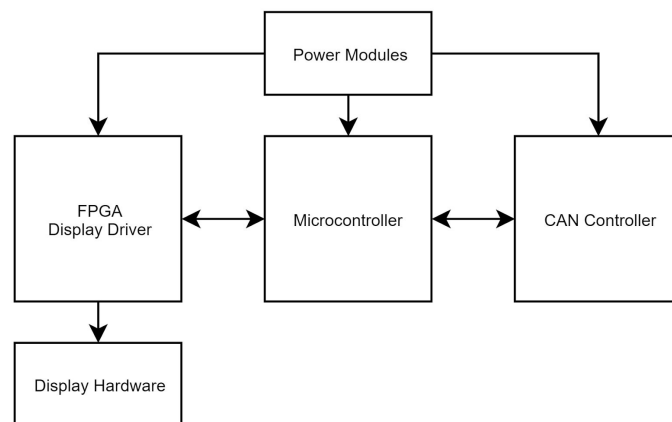 Power Modules
FPGA
Display Driver
Microcontroller
CAN Controller
Display Hardware